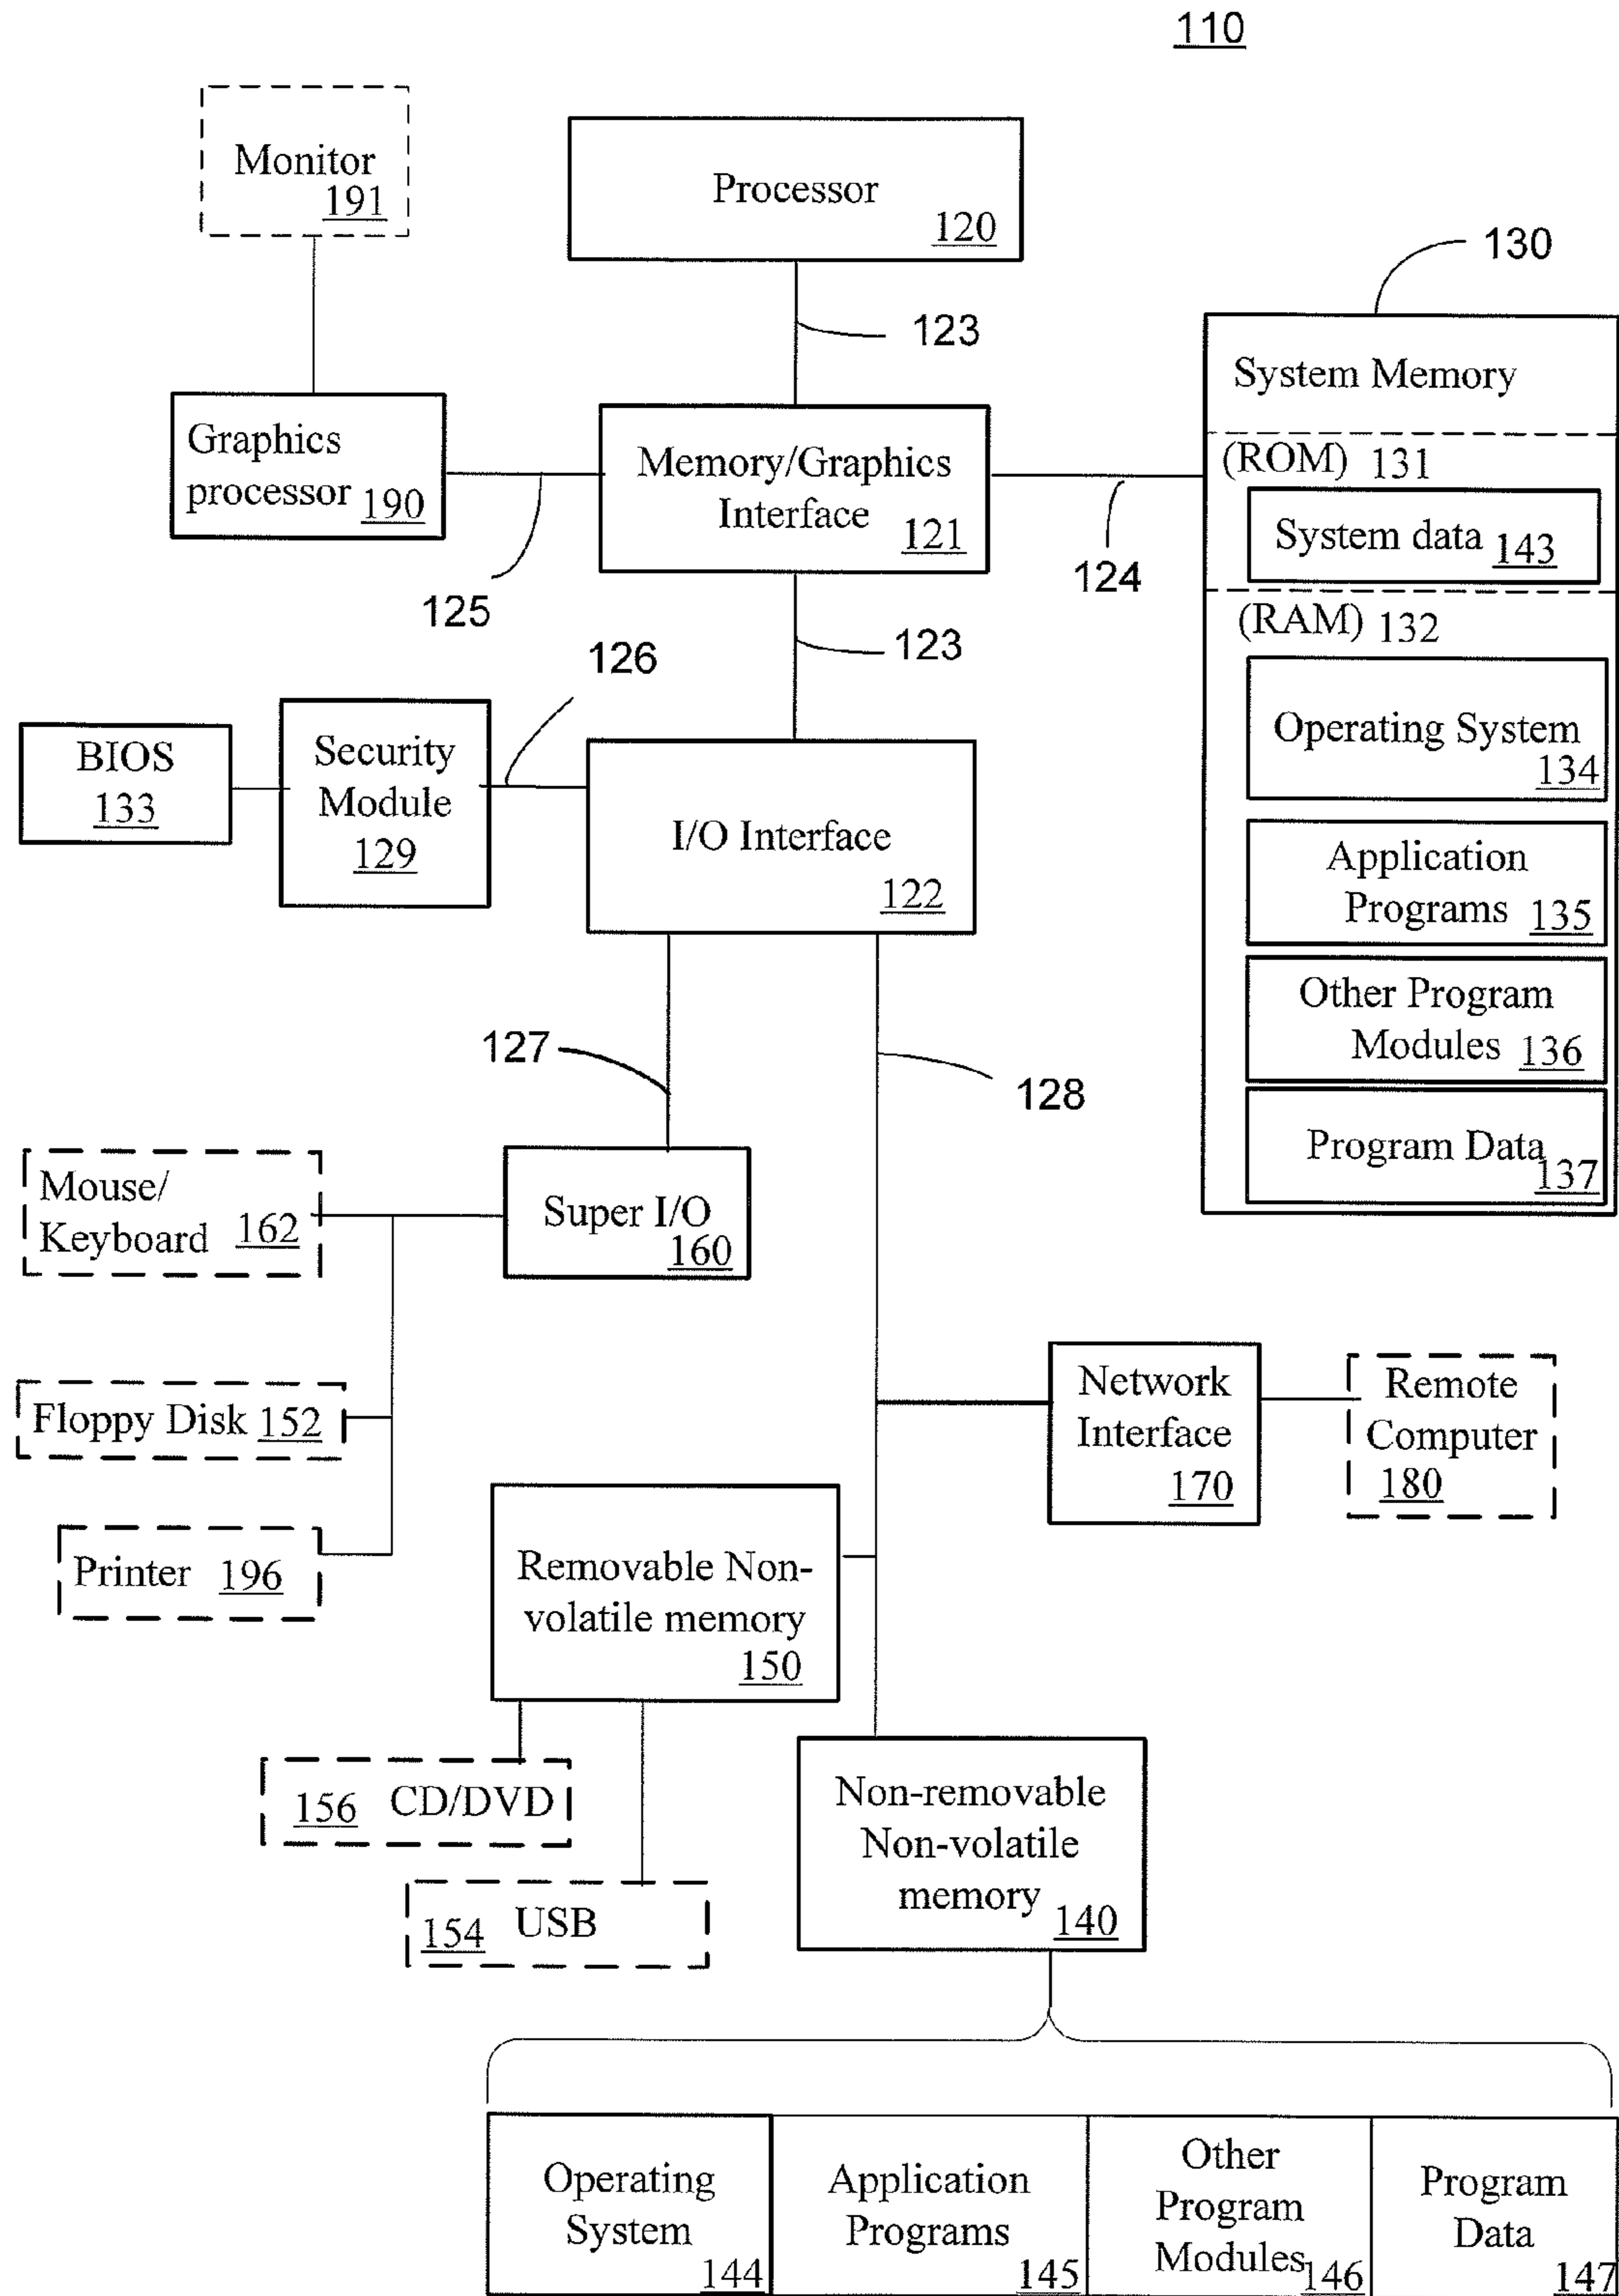 110
Monitor
191
Processor
120
130
123
System Memory
Graphics
processor 190
Memory/Graphics
Interface
121
(ROM) 131
System data 143
124
125
(RAM) 132
123
126
Operating System
134
BIOS
133
Security
Module
129
I/O Interface
122
Application
Programs 135
Other Program
Modules 136
127
128
Program Data
137
Mouse/
Keyboard 162
Super I/O
160
Network
Interface
170
Remote
Computer
180
Floppy Disk 152
Printer 196
Removable Non-
volatile memory
150
156 CD/DVD
Non-removable
Non-volatile
memory
140
154 USB
Operating
System
144
Application
Programs
145
Other
Program
Modules
146
Program
Data
147